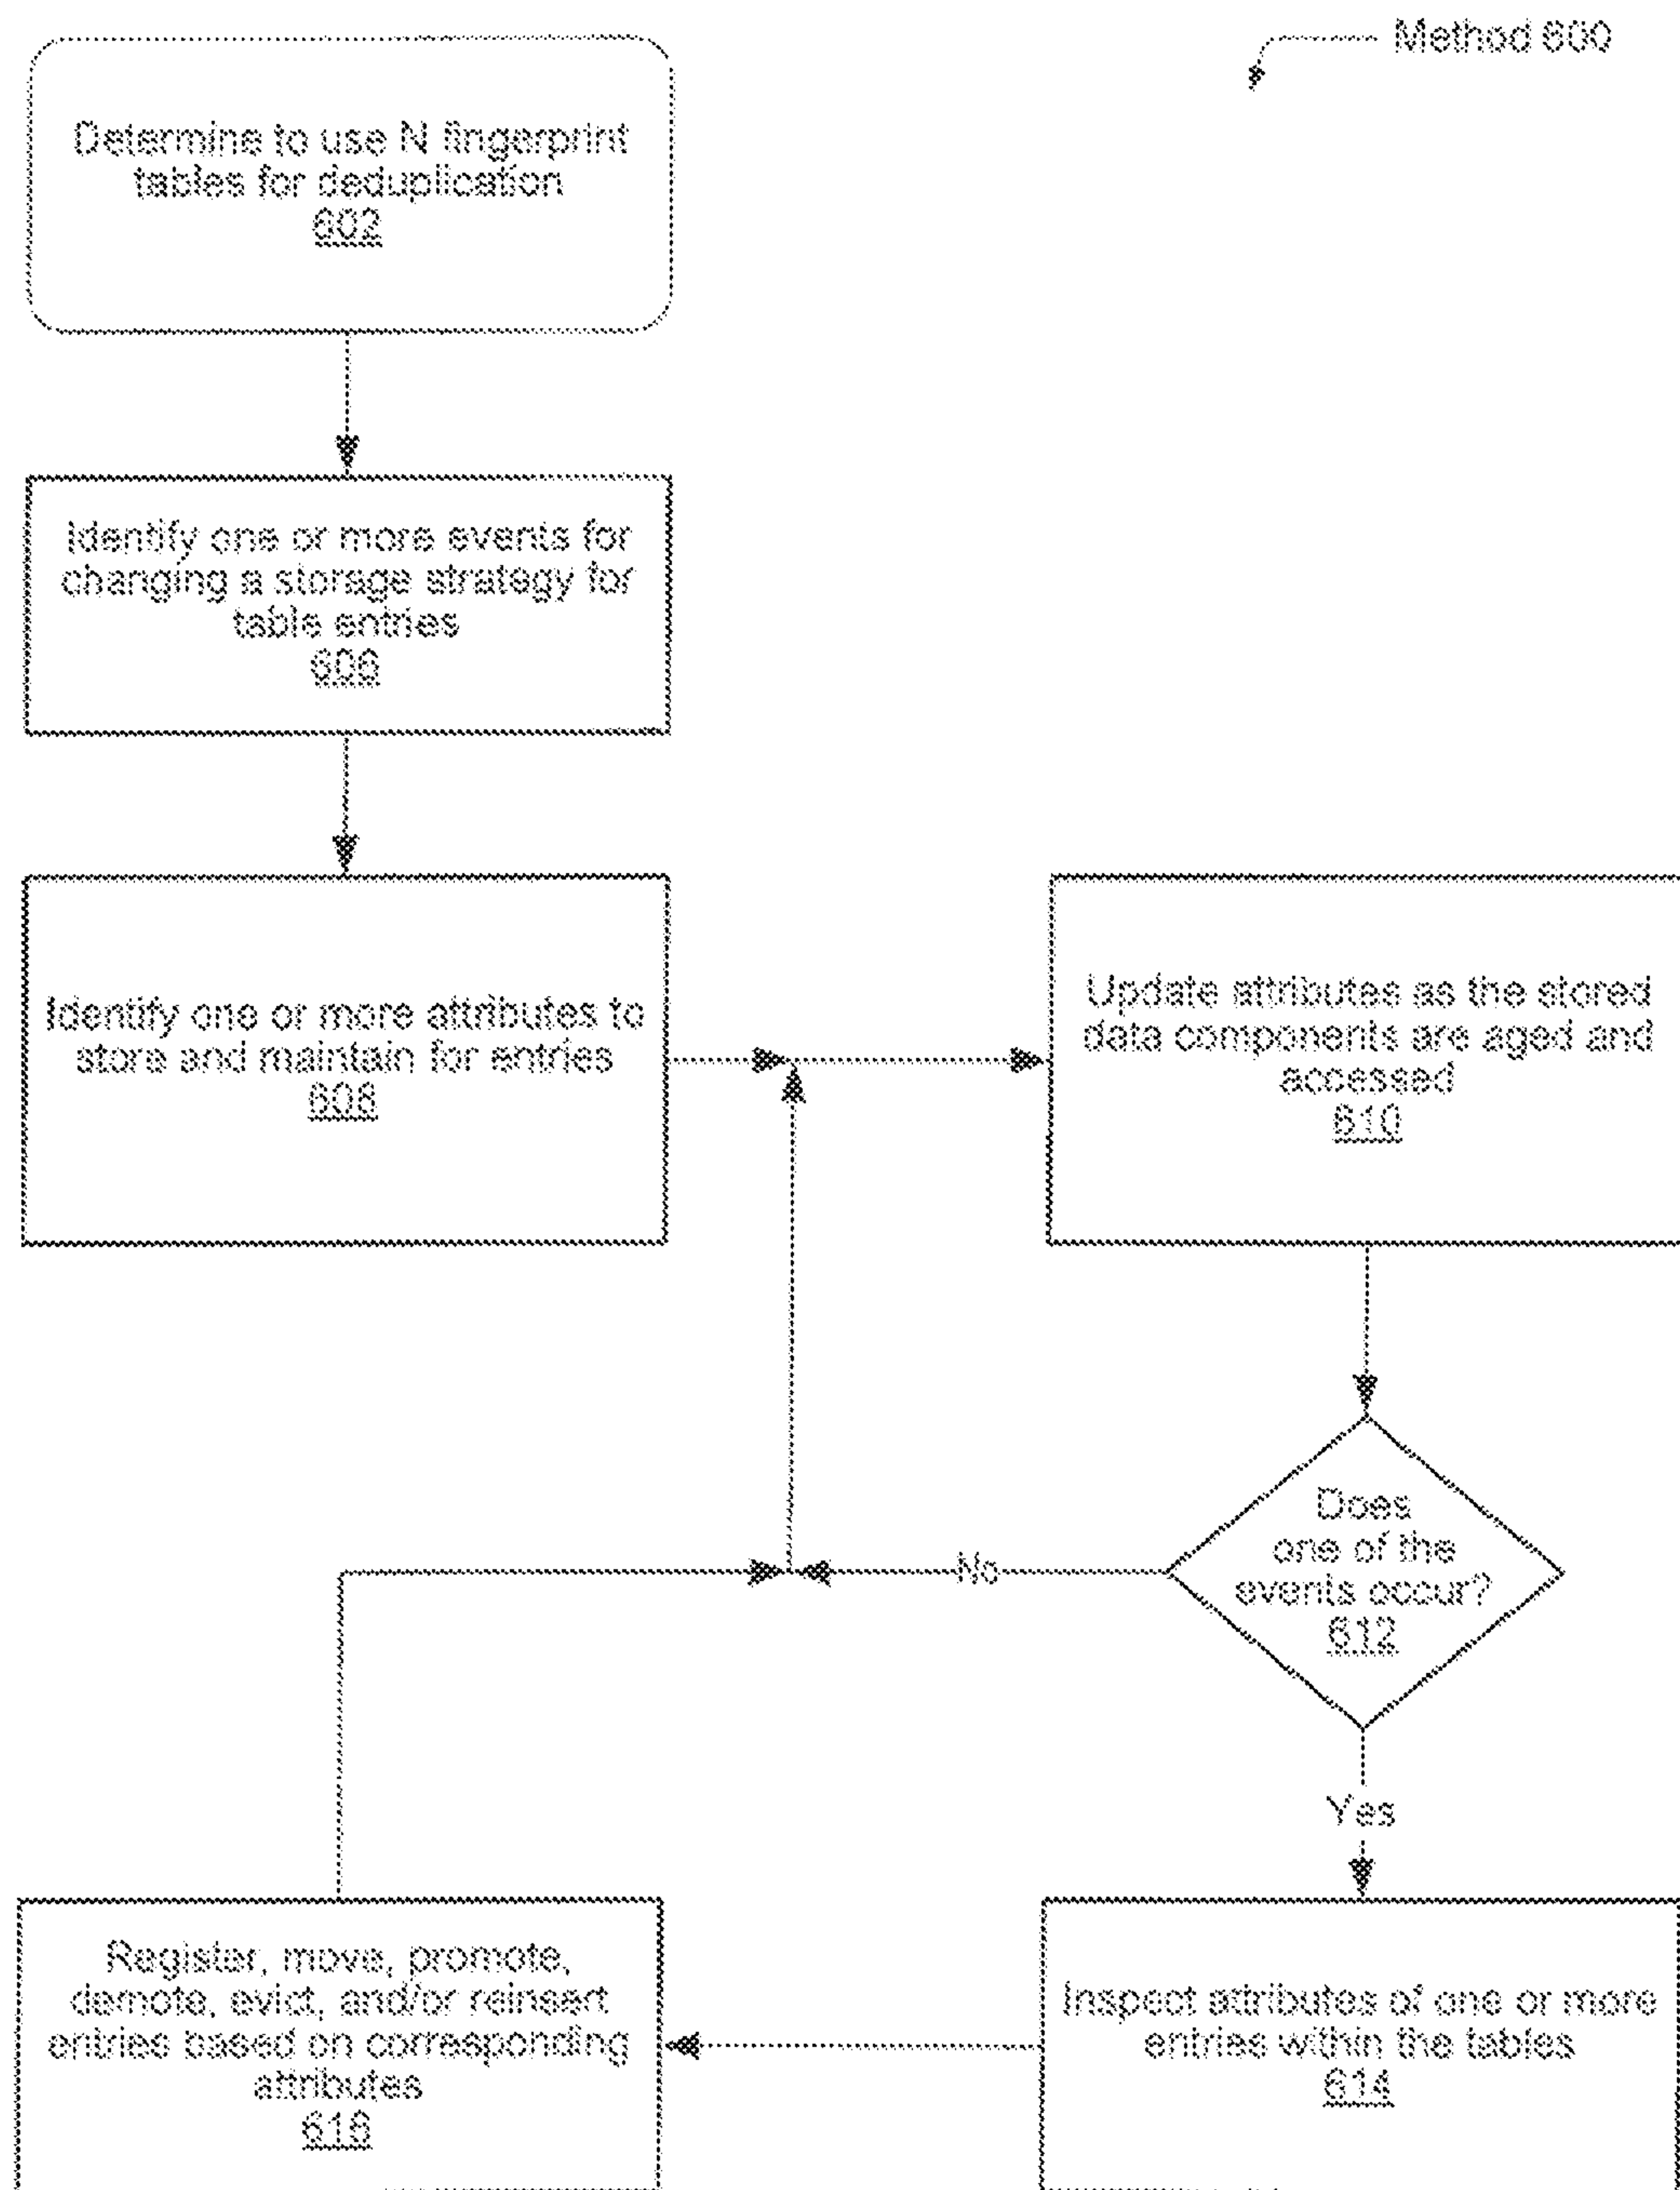 Method 600
Determine to use N fingerprint
tables for deduplication
602
Identify one or more events for
changing a storage strategy for
table entries
606
Identify one or more attributes to
store and maintain for entries
608
Update attributes as the stored
data components are aged and
accessed
610
Does
one of the
events occur?
612
No
Yes
Inspect attributes of one or more
entries within the tables
614
Register, move, promote,
demote, evict, and/or reinsert
entries based on corresponding
attributes
616